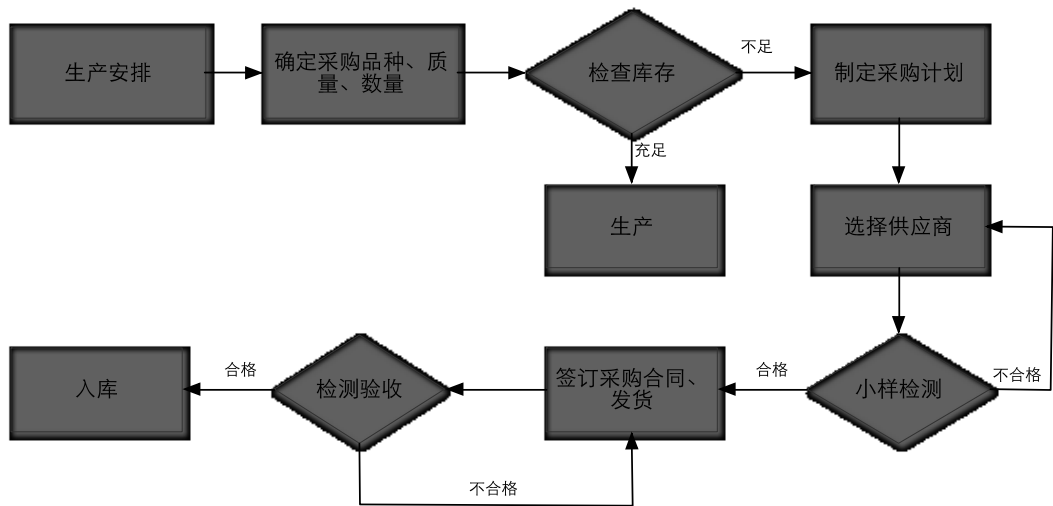 生产安排
确定采购品种、质
量、数量
检查库存
不足
制定采购计划
充足
生产
选择供应商
小样检测
不合格
合格
签订采购合同、
发货
检测验收
合格
入库
不合格